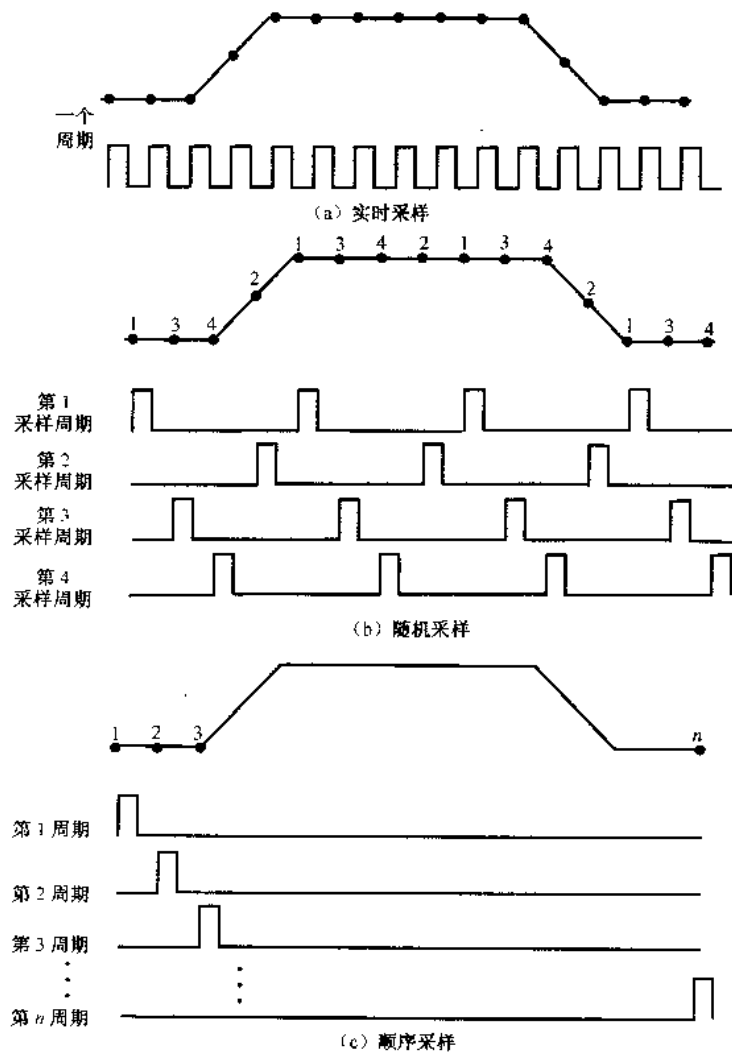 一个
周期
(a) 实时采样
1 3 4 2 1 3 4 2 1 3 4 2 1 3 4
第 1
采样周期
第 2
采样周期
第 3
采样周期
第 4
采样周期
(b) 随机采样
1 2 3 n
第 1 周期
第 2 周期
第 3 周期
第 n 周期
(c) 顺序采样